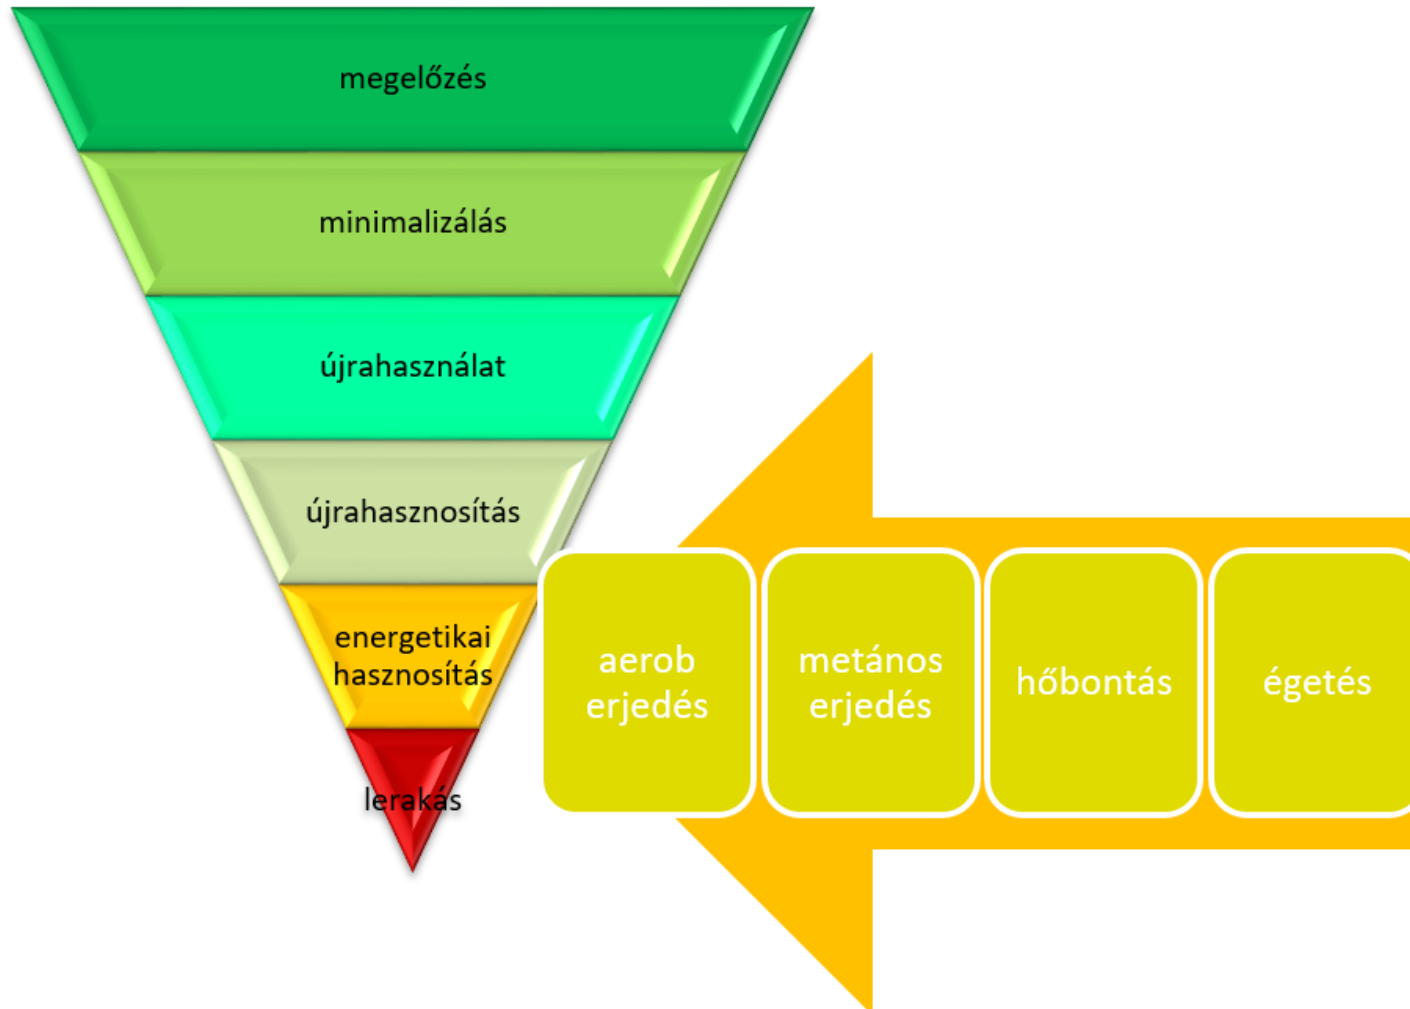 megelőzés
minimalizálás
újrahasználat
újrahasznosítás
energetikai
hasznosítás
lerakás
aerob
erjedés
metános
erjedés
hőbontás
égetés